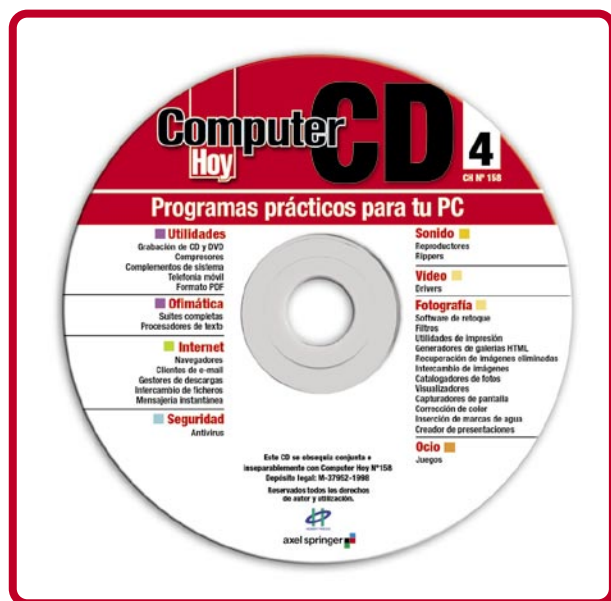 Computer
Hoy
CD
4
CH Nº 158
Programas prácticos para tu PC
Utilidades
Grabación de CD y DVD
Compresores
Complementos de sistema
Telefonía móvil
Formato PDF
Ofimática
Suites completas
Procesadores de texto
Internet
Navegadores
Clientes de e-mail
Gestores de descargas
Intercambio de ficheros
Mensajería instantánea
Seguridad
Antivirus
Sonido
Reproductores
Rippers
Vídeo
Drivers
Fotografía
Software de retoque
Filtros
Utilidades de impresión
Generadores de galerías HTML
Recuperación de imágenes eliminadas
Intercambio de imágenes
Catalogadores de fotos
Visualizadores
Capturadores de pantalla
Corrección de color
Inserción de marcas de agua
Creador de presentaciones
Ocio
Juegos
Este CD se obsequia conjunta e
inseparablemente con Computer Hoy Nº158
Depósito legal: M-37952-1998
Reservados todos los derechos
de autor y utilización.
axel springer